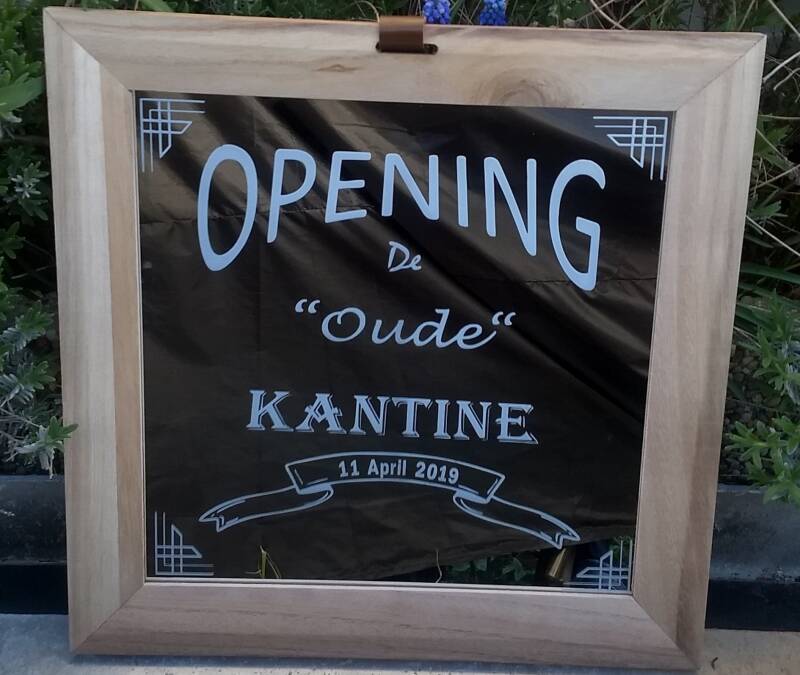 OPENING
De
“Oude“
KANTINE
11 April 2019